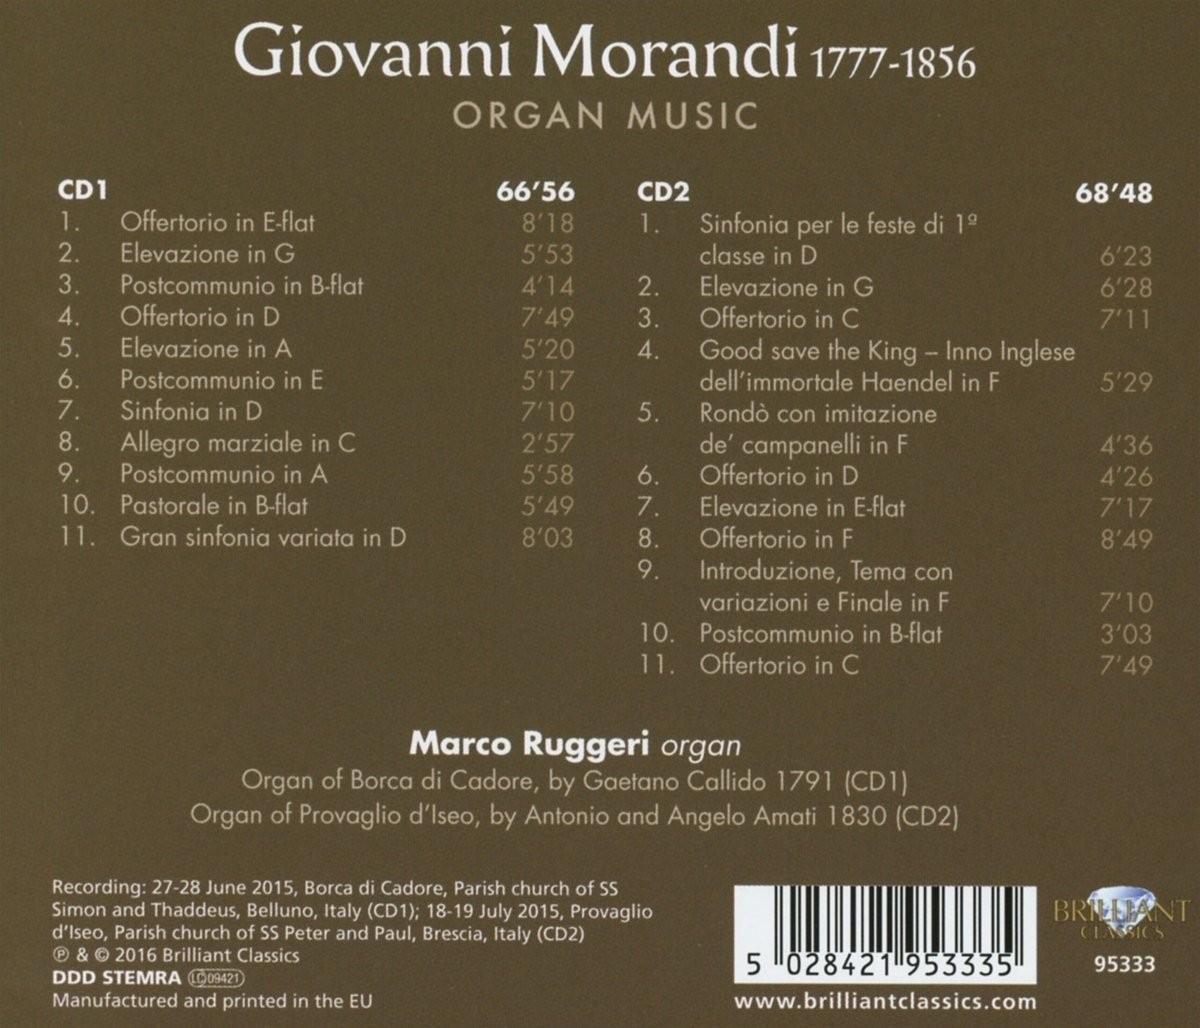 Giovanni Morandi 1777-1856
ORGAN MUSIC
CD1 66'56
1. Offertorio in E-flat 8'18
2. Elevazione in G 5'53
3. Postcommunio in B-flat 4'14
4. Offertorio in D 7'49
5. Elevazione in A 5'20
6. Postcommunio in E 5'17
7. Sinfonia in D 7'10
8. Allegro marziale in C 2'57
9. Postcommunio in A 5'58
10. Pastorale in B-flat 5'49
11. Gran sinfonia variata in D 8'03
CD2 68'48
1. Sinfonia per le feste di 1ª
classe in D 6'23
2. Elevazione in G 6'28
3. Offertorio in C 7'11
4. Good save the King – Inno Inglese
dell'immortale Haendel in F 5'29
5. Rondò con imitazione
de' campanelli in F 4'36
6. Offertorio in D 4'26
7. Elevazione in E-flat 7'17
8. Offertorio in F 8'49
9. Introduzione, Tema con
variazioni e Finale in F 7'10
10. Postcommunio in B-flat 3'03
11. Offertorio in C 7'49
Marco Ruggeri organ
Organ of Borca di Cadore, by Gaetano Callido 1791 (CD1)
Organ of Provaglio d'Iseo, by Antonio and Angelo Amati 1830 (CD2)
Recording: 27-28 June 2015, Borca di Cadore, Parish church of SS
Simon and Thaddeus, Belluno, Italy (CD1); 18-19 July 2015, Provaglio
d'Iseo, Parish church of SS Peter and Paul, Brescia, Italy (CD2)
℗ & © 2016 Brilliant Classics
DDD STEMRA LC 09421
Manufactured and printed in the EU
5 028421 953335
www.brilliantclassics.com
BRILLIANT
CLASSICS
95333